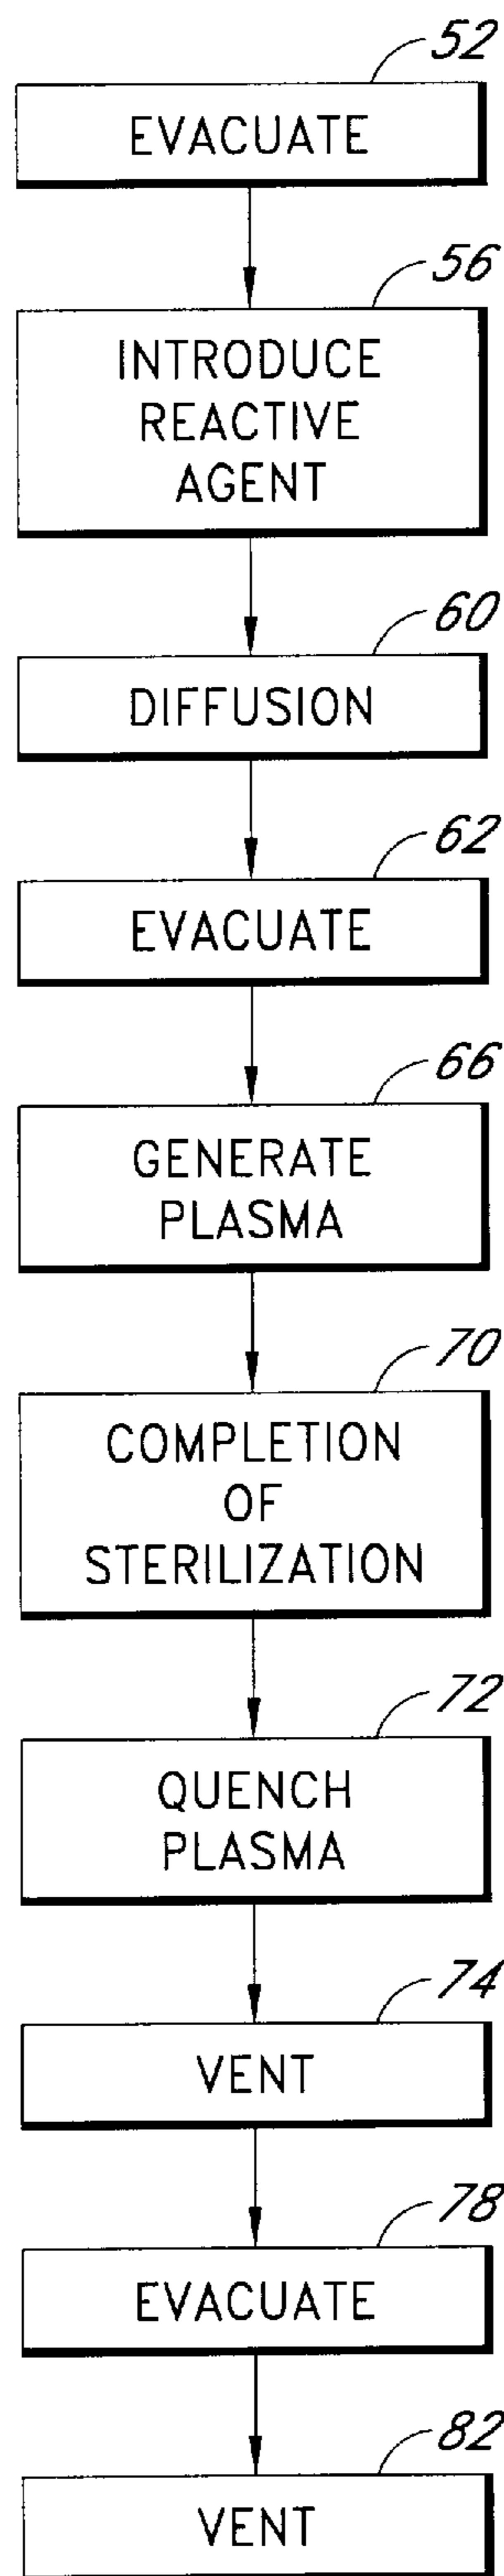 52
EVACUATE
56
INTRODUCE
REACTIVE
AGENT
60
DIFFUSION
62
EVACUATE
66
GENERATE
PLASMA
70
COMPLETION
OF
STERILIZATION
72
QUENCH
PLASMA
74
VENT
78
EVACUATE
82
VENT